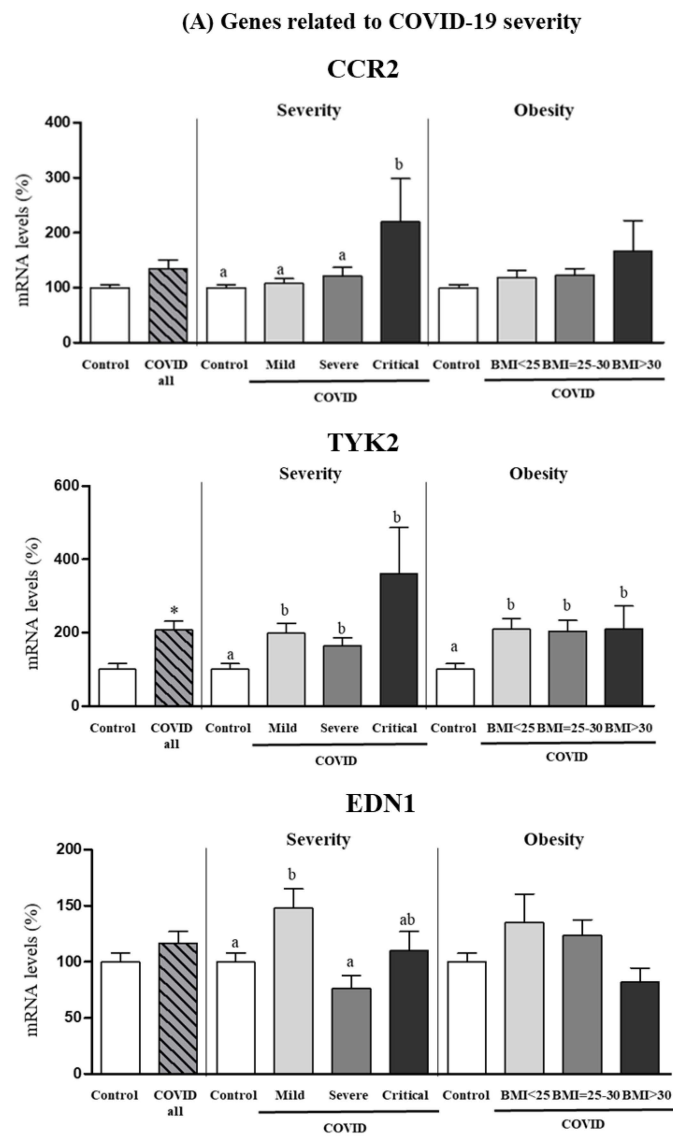 (A) Genes related to COVID-19 severity
CCR2
Severity
Obesity
mRNA levels (%)
400
300
200
100
0
a
a
a
b
Control
COVID
all
Control
Mild
Severe
Critical
COVID
Control
BMI<25
BMI=25-30
BMI>30
COVID
TYK2
Severity
Obesity
mRNA levels (%)
600
400
200
0
*
a
b
b
b
a
b
b
b
Control
COVID
all
Control
Mild
Severe
Critical
COVID
Control
BMI<25
BMI=25-30
BMI>30
COVID
EDN1
Severity
Obesity
mRNA levels (%)
200
150
100
50
0
a
b
a
ab
Control
COVID
all
Control
Mild
Severe
Critical
COVID
Control
BMI<25
BMI=25-30
BMI>30
COVID